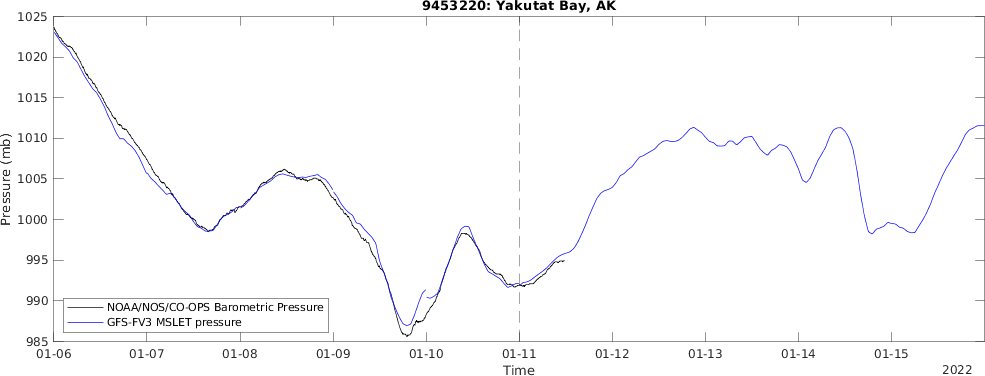 9453220: Yakutat Bay, AK
1025
1020
1015
1010
1005
1000
995
990
985
Pressure (mb)
NOAA/NOS/CO-OPS Barometric Pressure
GFS-FV3 MSLET pressure
01-06 01-07 01-08 01-09 01-10 01-11 01-12 01-13 01-14 01-15
Time
2022